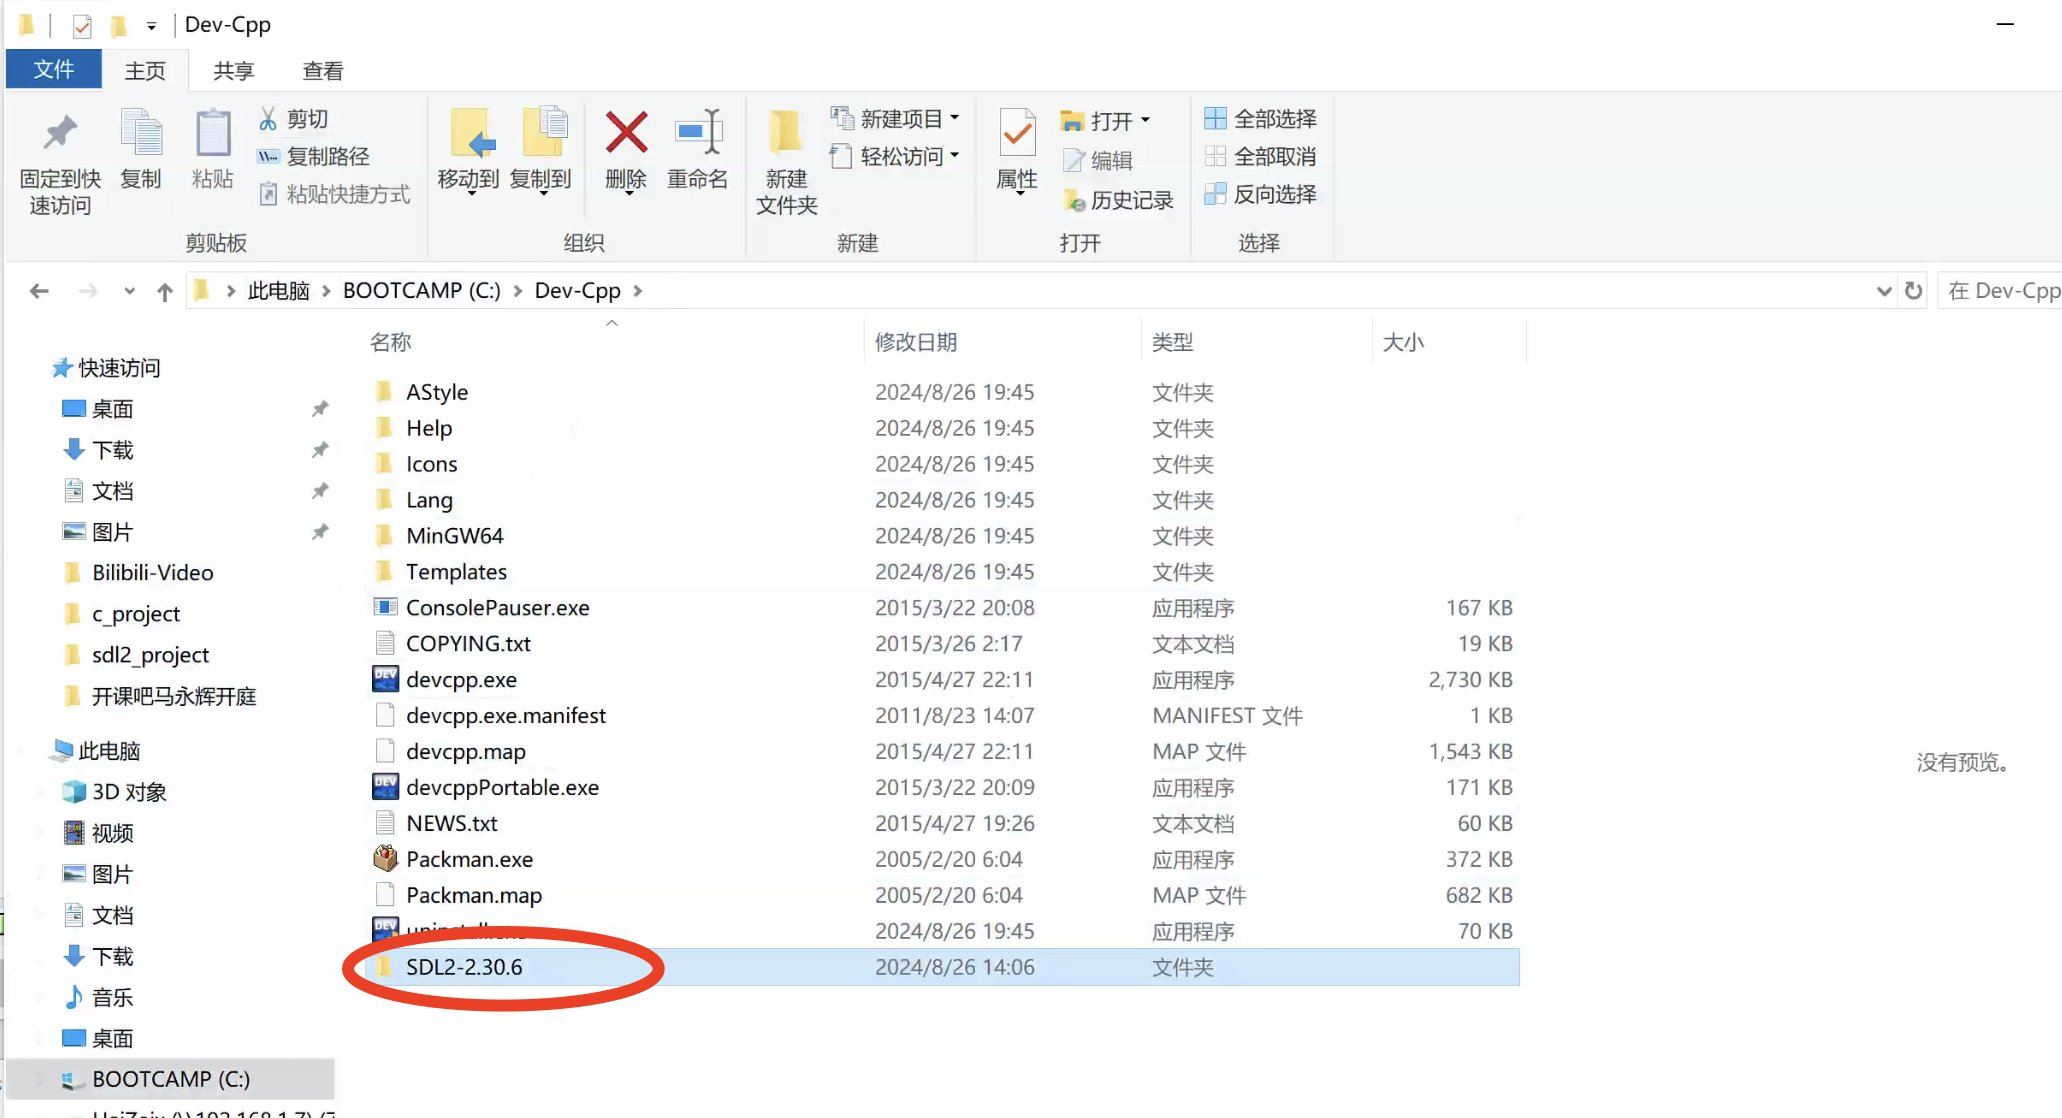 Dev-Cpp
文件 主页 共享 查看
固定到快速访问
复制
粘贴
剪切
复制路径
粘贴快捷方式
移动到
复制到
删除
重命名
新建
文件夹
新建项目
轻松访问
属性
打开
编辑
历史记录
全部选择
全部取消
反向选择
剪贴板 组织 新建 打开 选择
此电脑 > BOOTCAMP (C:) > Dev-Cpp >
在 Dev-Cpp
名称 修改日期 类型 大小
快速访问
桌面
下载
文档
图片
Bilibili-Video
c_project
sdl2_project
开课吧马永辉开庭
此电脑
3D 对象
视频
图片
文档
下载
音乐
桌面
BOOTCAMP (C:)
AStyle 2024/8/26 19:45 文件夹
Help 2024/8/26 19:45 文件夹
Icons 2024/8/26 19:45 文件夹
Lang 2024/8/26 19:45 文件夹
MinGW64 2024/8/26 19:45 文件夹
Templates 2024/8/26 19:45 文件夹
ConsolePauser.exe 2015/3/22 20:08 应用程序 167 KB
COPYING.txt 2015/3/26 2:17 文本文档 19 KB
devcpp.exe 2015/4/27 22:11 应用程序 2,730 KB
devcpp.exe.manifest 2011/8/23 14:07 MANIFEST 文件 1 KB
devcpp.map 2015/4/27 22:11 MAP 文件 1,543 KB
devcppPortable.exe 2015/3/22 20:09 应用程序 171 KB
NEWS.txt 2015/4/27 19:26 文本文档 60 KB
Packman.exe 2005/2/20 6:04 应用程序 372 KB
Packman.map 2005/2/20 6:04 MAP 文件 682 KB
2024/8/26 19:45 应用程序 70 KB
SDL2-2.30.6 2024/8/26 14:06 文件夹
没有预览。